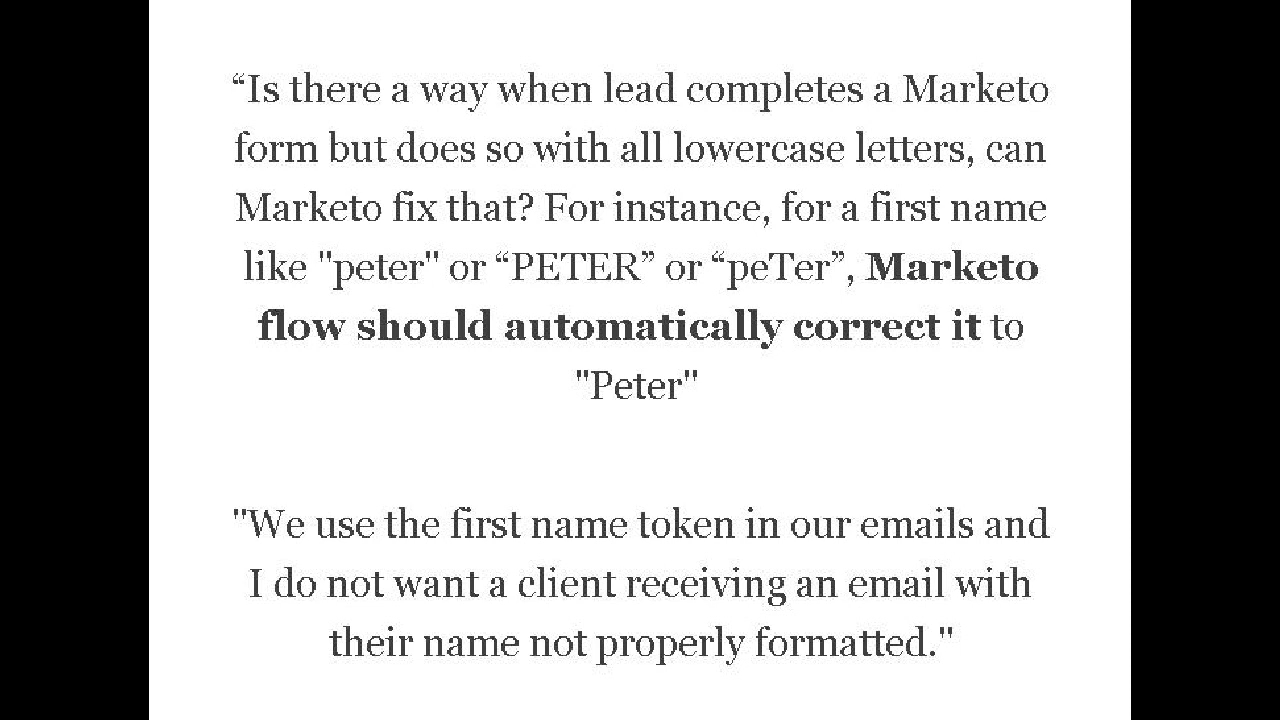 “Is there a way when lead completes a Marketo
form but does so with all lowercase letters, can
Marketo fix that? For instance, for a first name
like "peter" or “PETER” or “peTer”, Marketo
flow should automatically correct it to
"Peter"
"We use the first name token in our emails and
I do not want a client receiving an email with
their name not properly formatted."